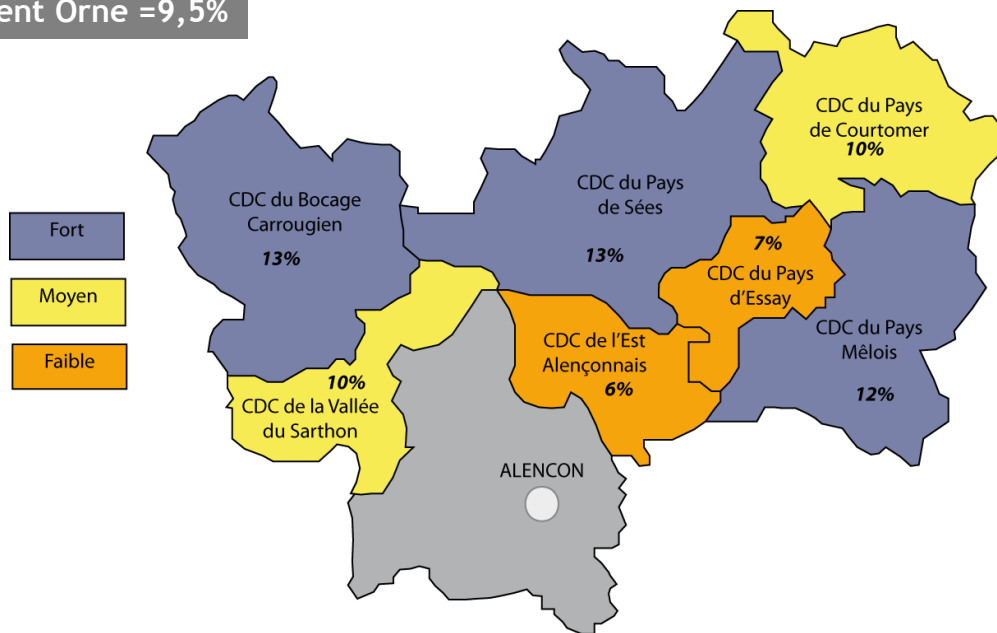 ent Orne =9,5%
CDC du Pays
de Courtomer
10%
CDC du Pays
de Sées
13%
CDC du Bocage
Carrougien
13%
Fort
Moyen
Faible
7%
CDC du Pays
d'Essay
CDC du Pays
Mêlois
12%
CDC de l'Est
Alençonnais
6%
10%
CDC de la Vallée
du Sarthon
ALENCON